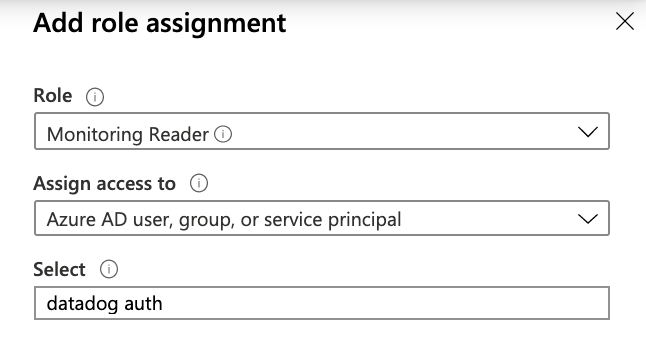 Add role assignment
Role
Monitoring Reader
Assign access to
Azure AD user, group, or service principal
Select
datadog auth